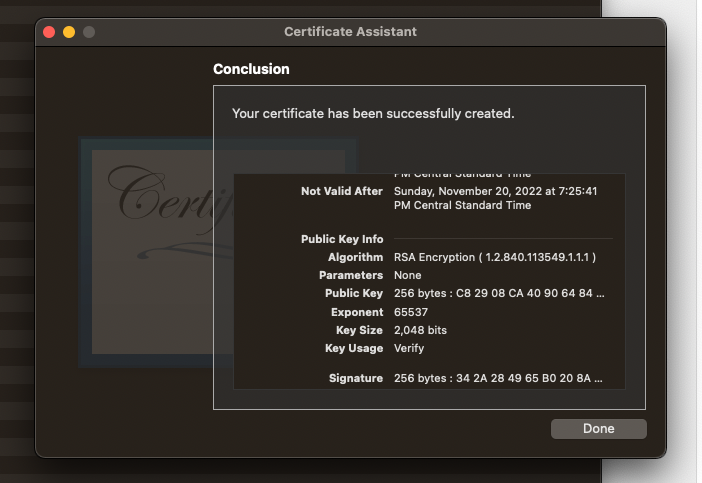 Certificate Assistant
Conclusion
Your certificate has been successfully created.
Certif
PM Central Standard Time
Not Valid After Sunday, November 20, 2022 at 7:25:41
PM Central Standard Time
Public Key Info
Algorithm RSA Encryption ( 1.2.840.113549.1.1.1 )
Parameters None
Public Key 256 bytes : C8 29 08 CA 40 90 64 84 ...
Exponent 65537
Key Size 2,048 bits
Key Usage Verify
Signature 256 bytes : 34 2A 28 49 65 B0 20 8A ...
Done